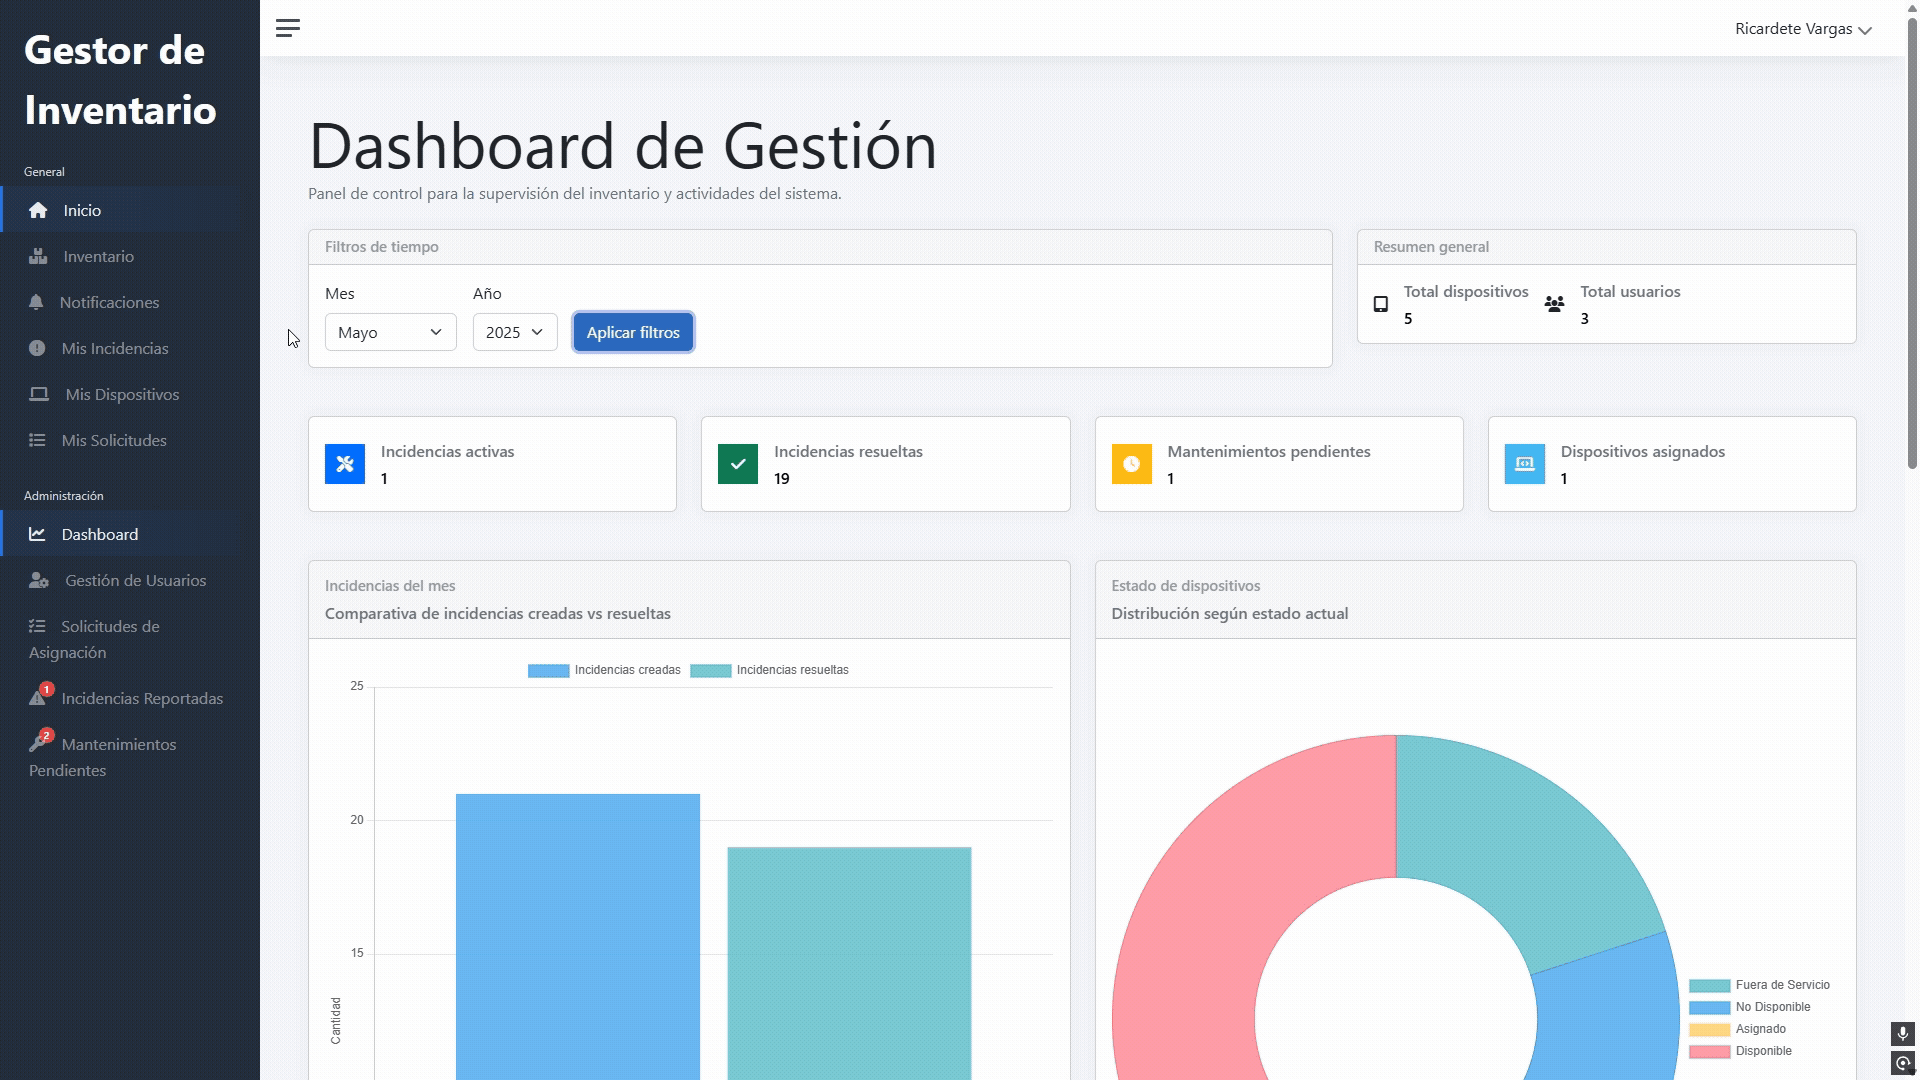 Gestor de
Inventario
General
Inicio
Inventario
Notificaciones
Mis Incidencias
Mis Dispositivos
Mis Solicitudes
Administración
Dashboard
Gestión de Usuarios
Solicitudes de
Asignación
1
Incidencias Reportadas
2
Mantenimientos
Pendientes
Ricardete Vargas
Dashboard de Gestión
Panel de control para la supervisión del inventario y actividades del sistema.
Filtros de tiempo
Mes
Año
Mayo
2025
Aplicar filtros
Resumen general
Total dispositivos
5
Total usuarios
3
Incidencias activas
1
Incidencias resueltas
19
Mantenimientos pendientes
1
Dispositivos asignados
1
Incidencias del mes
Comparativa de incidencias creadas vs resueltas
Incidencias creadas
Incidencias resueltas
25
20
15
Cantidad
Estado de dispositivos
Distribución según estado actual
Fuera de Servicio
No Disponible
Asignado
Disponible